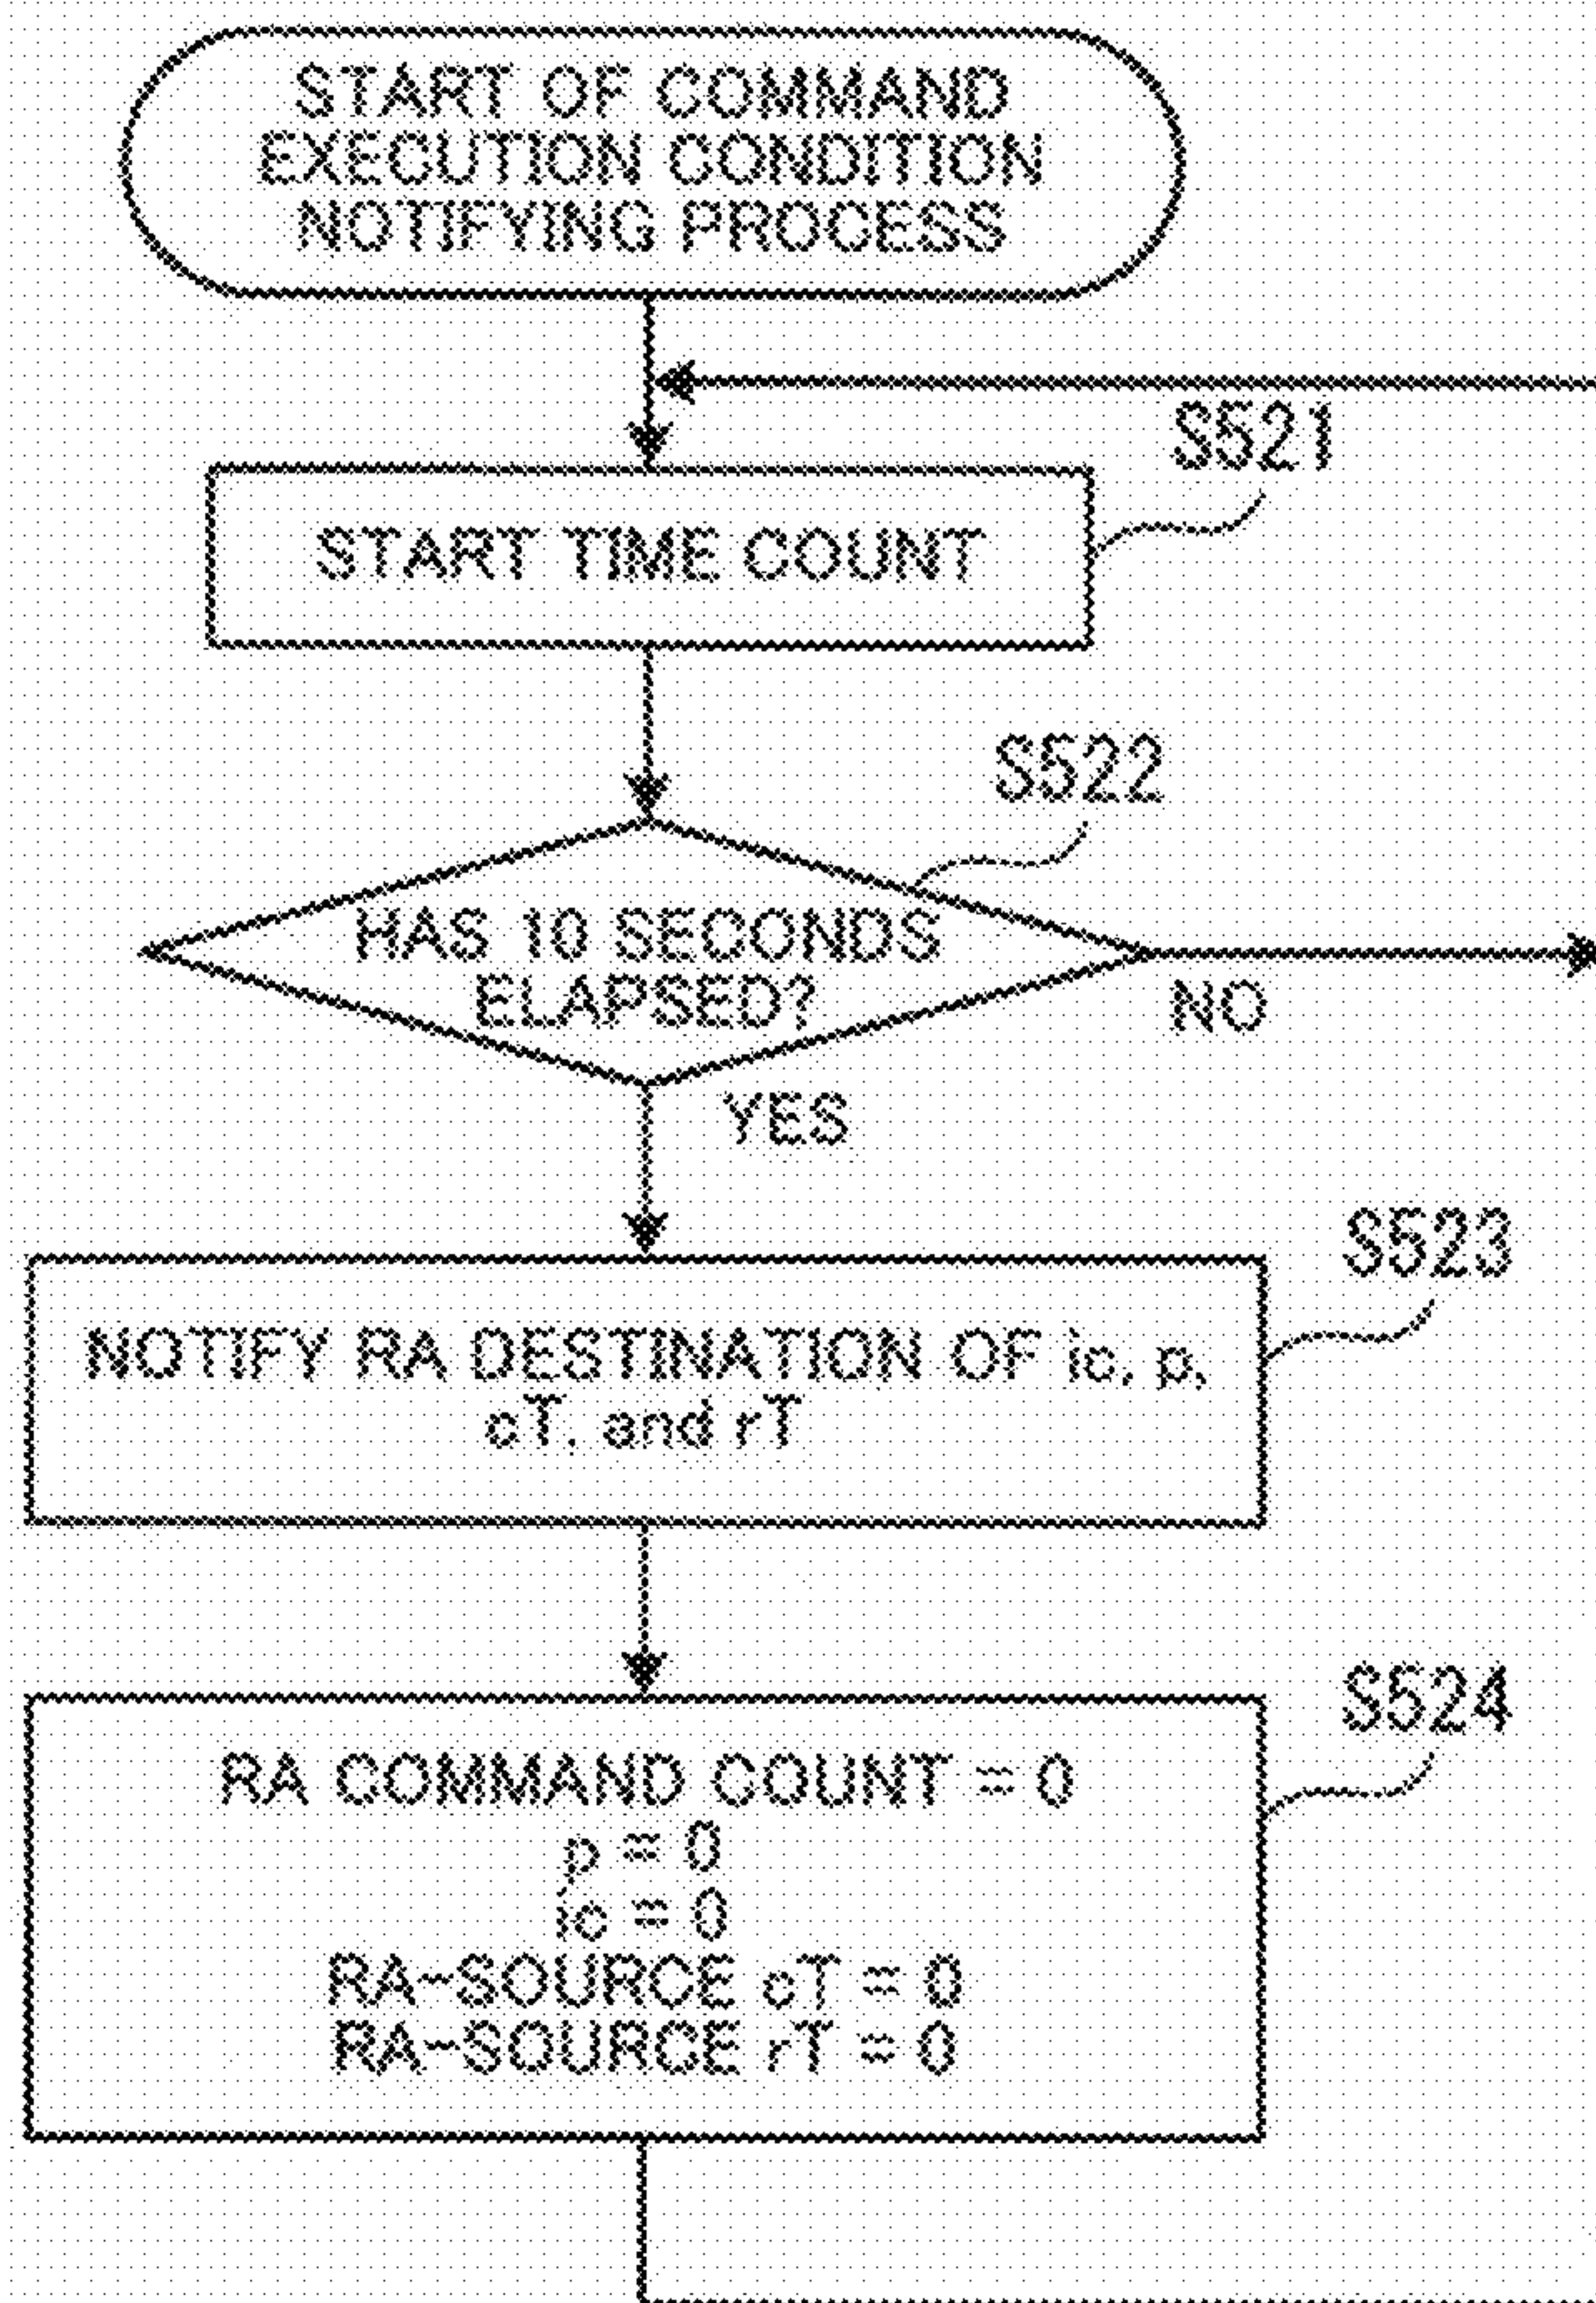 START OF COMMAND
EXECUTION CONDITION
NOTIFYING PROCESS
S521
START TIME COUNT
S522
HAS 10 SECONDS
ELAPSED?
NO
YES
S523
NOTIFY RA DESTINATION OF ic, p,
cT, and rT
S524
RA COMMAND COUNT = 0
p = 0
ic = 0
RA-SOURCE cT = 0
RA-SOURCE rT = 0